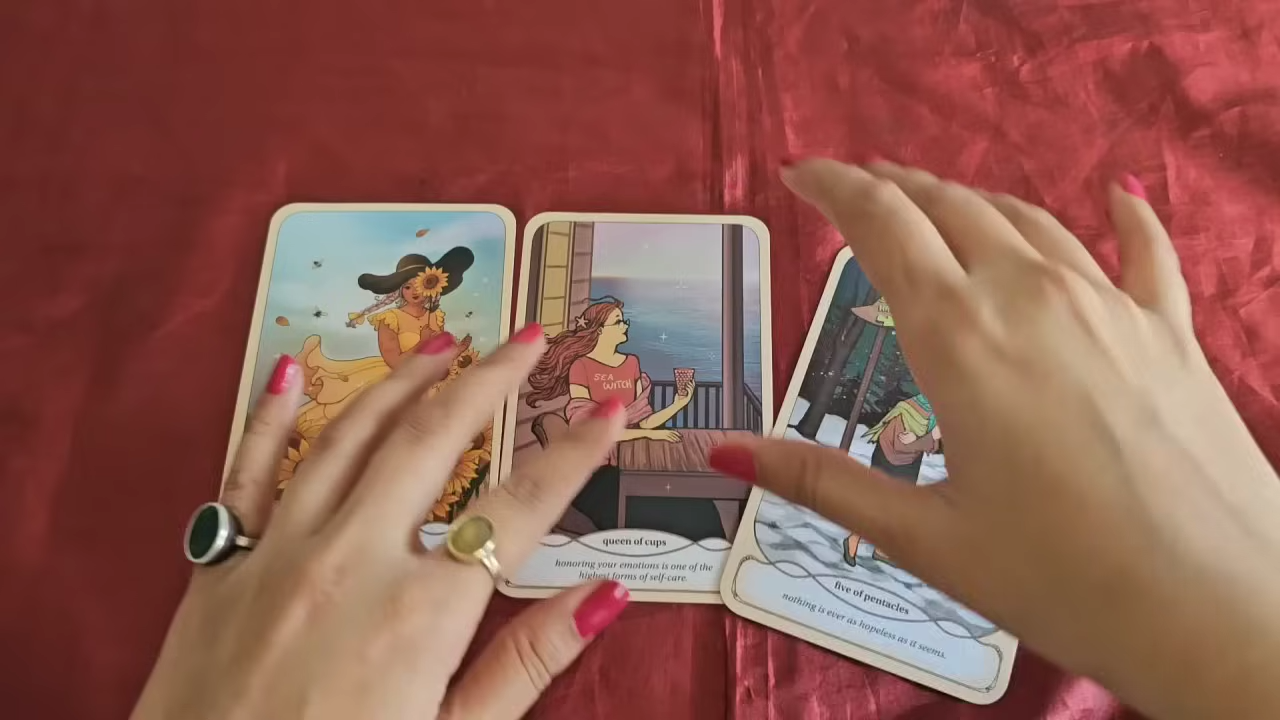 SEA
WITCH
queen of cups
honoring your emotions is one of the
highest forms of self-care.
five of pentacles
nothing is ever as hopeless as it seems.